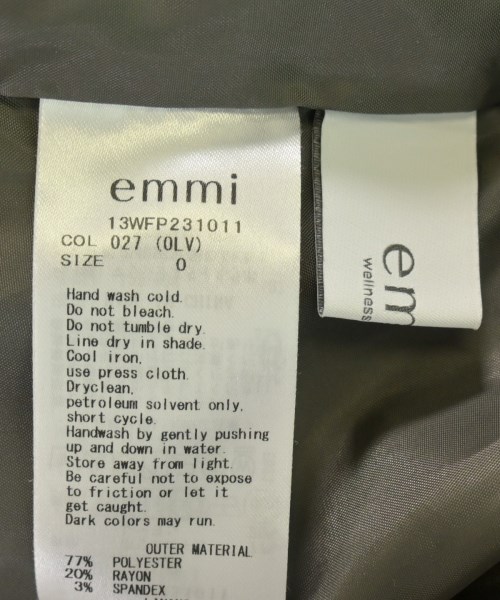 emmi
13WFP231011
COL 027 (OLV)
SIZE 0
Hand wash cold.
Do not bleach.
Do not tumble dry.
Line dry in shade.
Cool iron,
use press cloth.
Dryclean,
petroleum solvent only,
short cycle.
Handwash by gently pushing
up and down in water.
Store away from light.
Be careful not to expose
to friction or let it
get caught.
Dark colors may run.
OUTER MATERIAL
77% POLYESTER
20% RAYON
3% SPANDEX
em
wellness